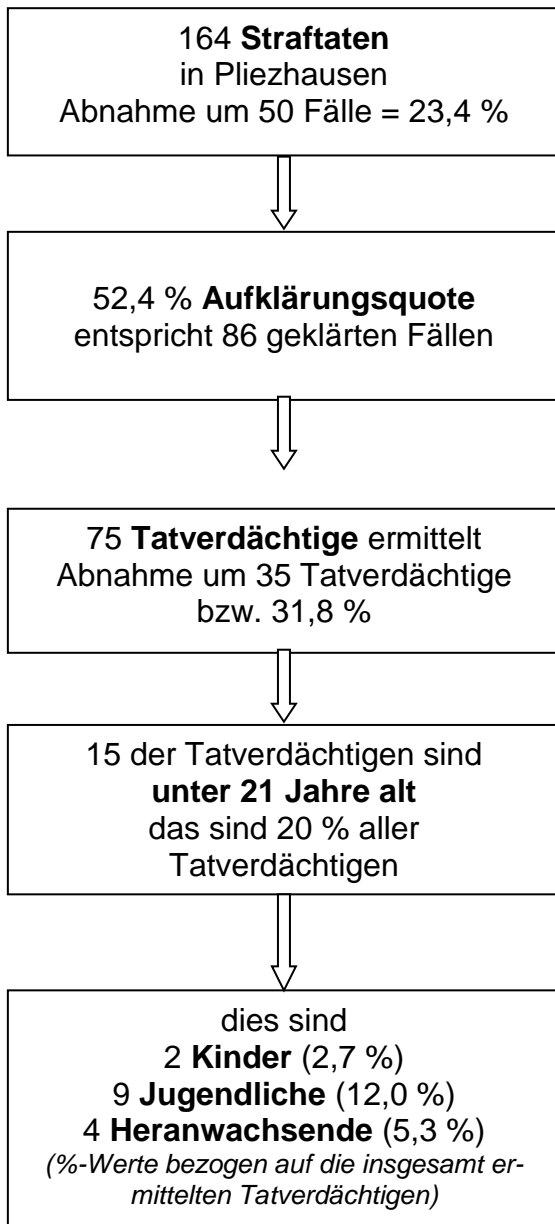 164 Straftaten
in Pliezhausen
Abnahme um 50 Fälle = 23,4 %
52,4 % Aufklärungsquote
entspricht 86 geklärten Fällen
75 Tatverdächtige ermittelt
Abnahme um 35 Tatverdächtige
bzw. 31,8 %
15 der Tatverdächtigen sind
unter 21 Jahre alt
das sind 20 % aller
Tatverdächtigen
dies sind
2 Kinder (2,7 %)
9 Jugendliche (12,0 %)
4 Heranwachsende (5,3 %)
(%-Werte bezogen auf die insgesamt er-
mittelten Tatverdächtigen)